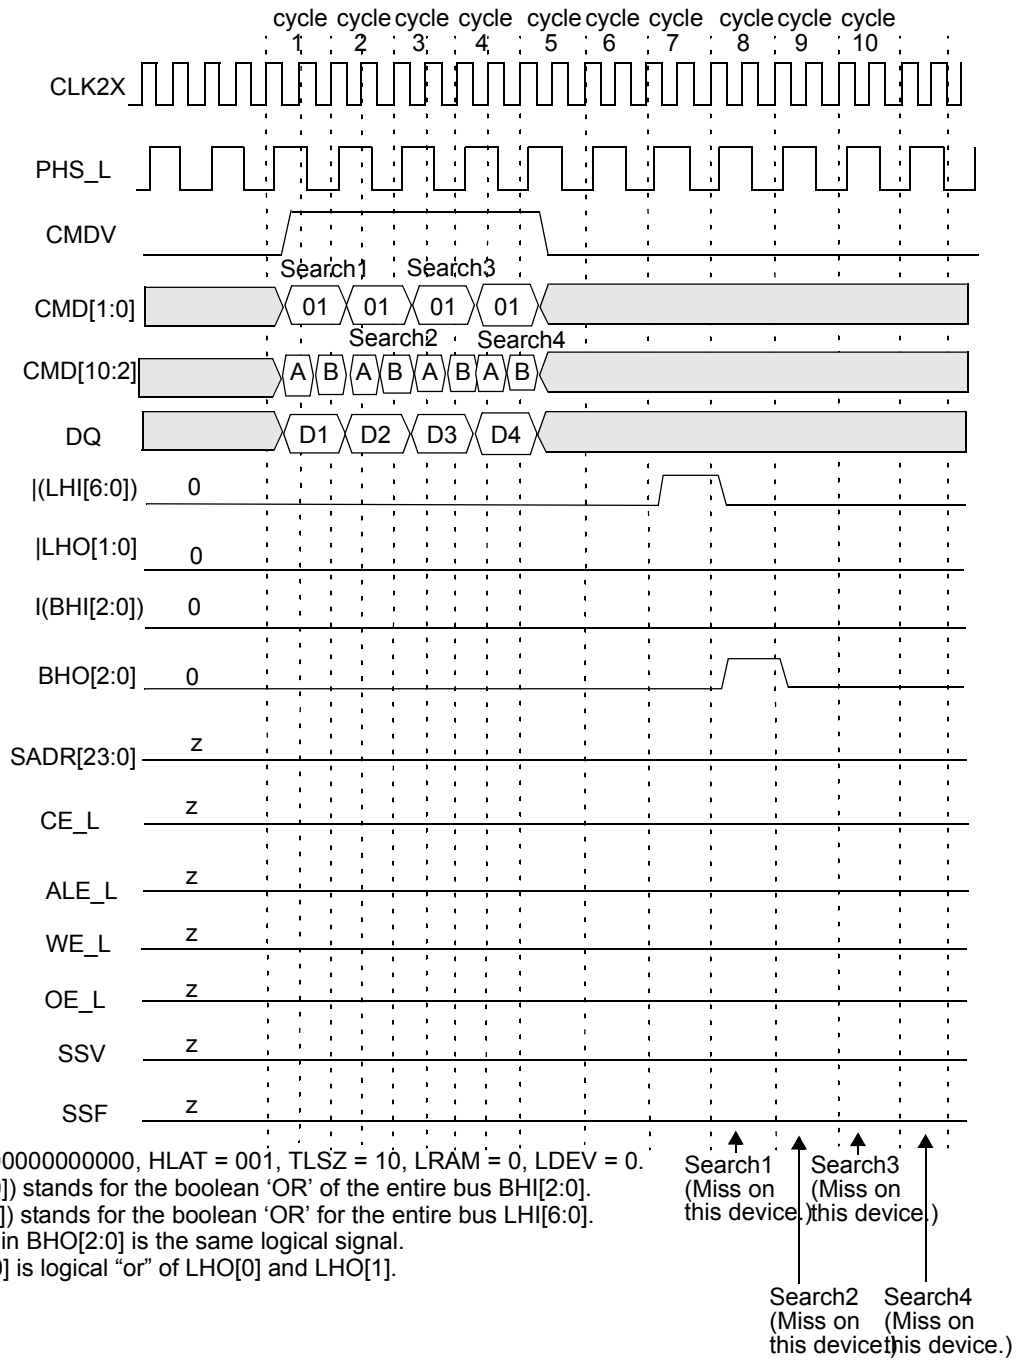 cycle cycle cycle cycle cycle cycle cycle cycle cycle cycle
1 2 3 4 5 6 7 8 9 10
CLK2X
PHS_L
CMDV
Search1 Search3
CMD[1:0] 01 01 01 01
Search2 Search4
CMD[10:2] A B A B A B A B
DQ D1 D2 D3 D4
|(LHI[6:0]) 0
|LHO[1:0] 0
I(BHI[2:0]) 0
BHO[2:0] 0
SADR[23:0] z
CE_L z
ALE_L z
WE_L z
OE_L z
SSV z
SSF z
00000000000, HLAT = 001, TLSZ = 10, LRAM = 0, LDEV = 0.
]) stands for the boolean ‘OR’ of the entire bus BHI[2:0].
]) stands for the boolean ‘OR’ for the entire bus LHI[6:0].
in BHO[2:0] is the same logical signal.
0] is logical “or” of LHO[0] and LHO[1].
Search1
(Miss on
this device.)
Search3
(Miss on
this device.)
Search2
(Miss on
this device.)
Search4
(Miss on
this device.)